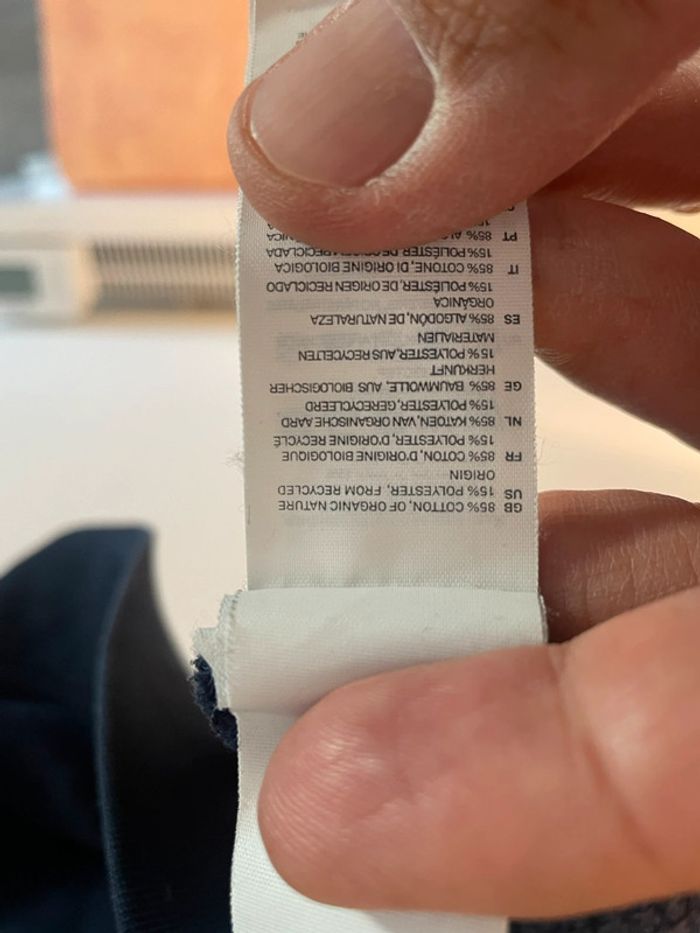 GB 85% COTTON, OF ORGANIC NATURE
US 15% POLYESTER, FROM RECYCLED
ORIGIN
FR 85% COTON, D'ORIGINE BIOLOGIQUE
15% POLYESTER, D'ORIGINE RECYCLÉ
NL 85% KATOEN, VAN ORGANISCHE AARD
15% POLYESTER, GERECYCLEERD
GE 85% BAUMWOLLE, AUS BIOLOGISCHER
HERKUNFT
15% POLYESTER, AUS RECYCELTEN
MATERIALIEN
ES 85% ALGODÓN, DE NATURALEZA
ORGÁNICA
15% POLIÉSTER, DE ORIGEN RECICLADO
IT 85% COTONE, DI ORIGINE BIOLOGICA
15% POLIÉSTER DE RECICLADA
PT 85%
15%